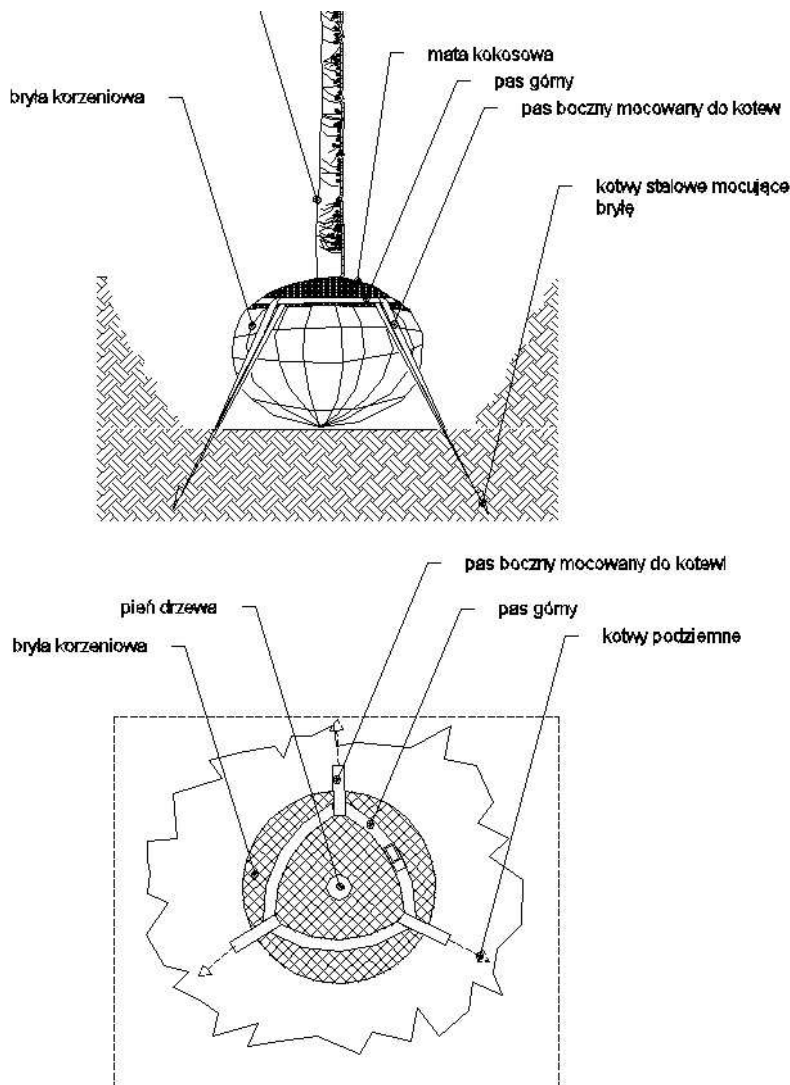 mata kokosowa
pas górny
bryła korzeniowa
pas boczny mocowany do kotew
kotwy stalowe mocujące
bryłę
pas boczny mocowany do kotewi
pień drzewa
pas górny
bryła korzeniowa
kotwy podziemne